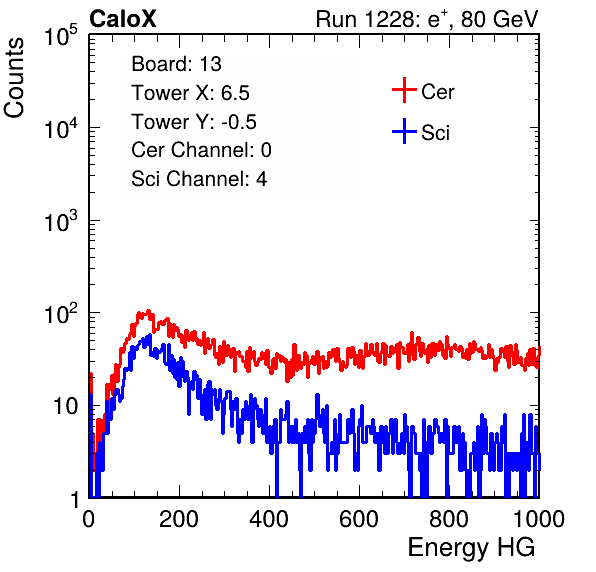 CaloX Run 1228: e⁺, 80 GeV
Counts
10⁵
10⁴
10³
10²
10
1
Board: 13
Tower X: 6.5
Tower Y: -0.5
Cer Channel: 0
Sci Channel: 4
Cer
Sci
0 200 400 600 800 1000
Energy HG